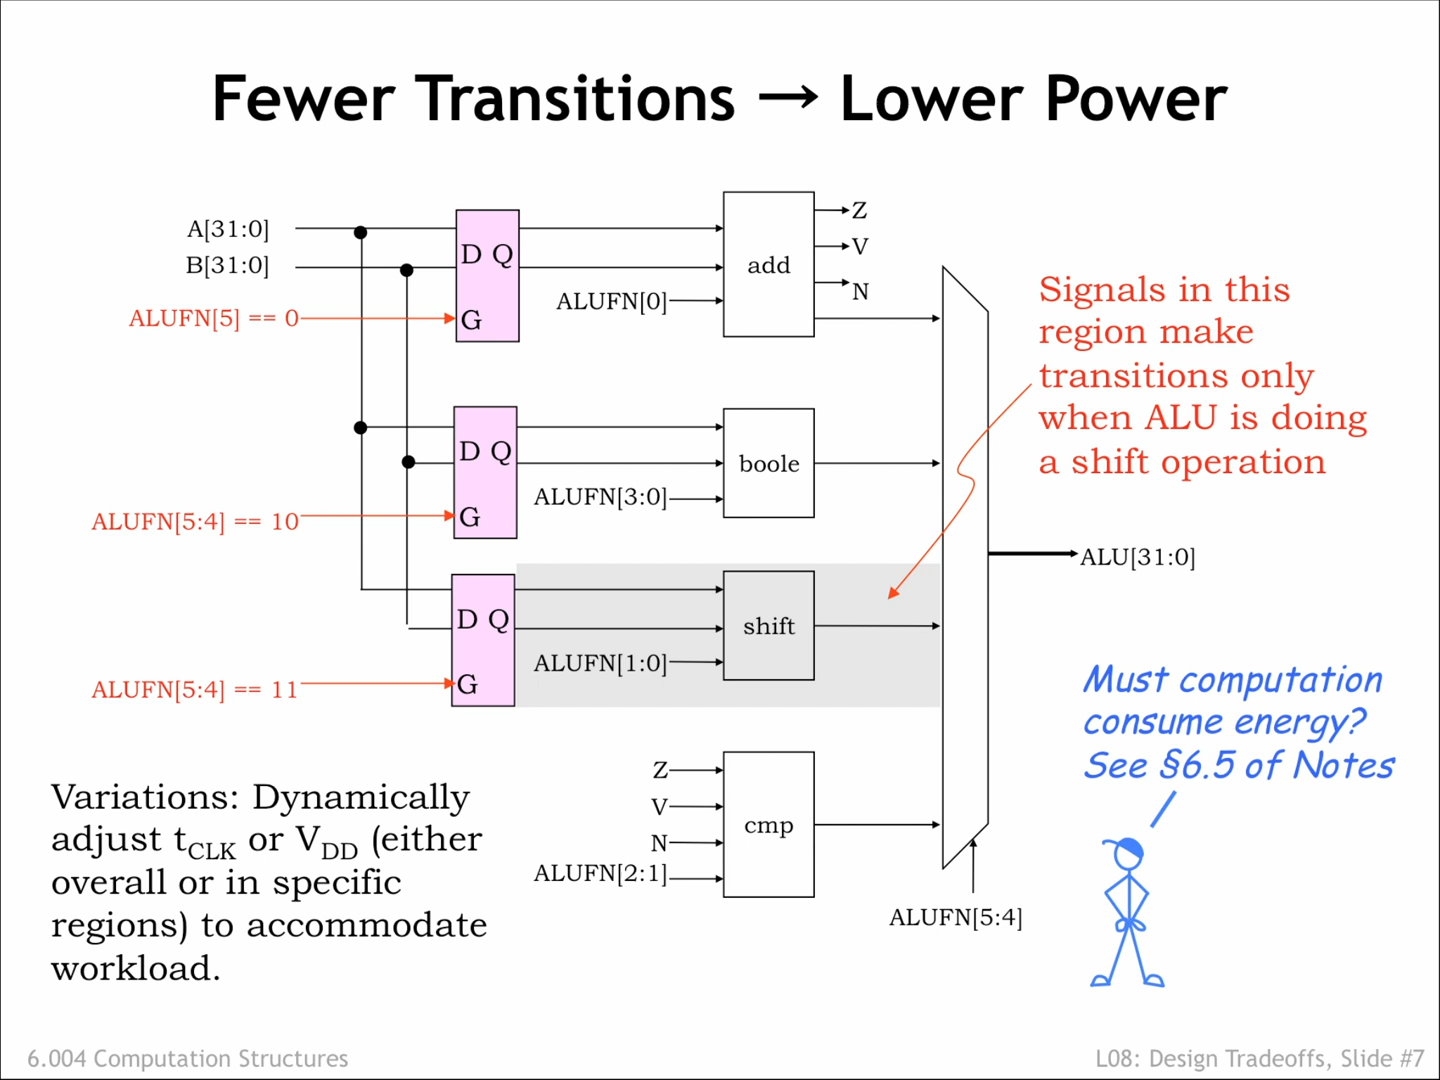 Fewer Transitions → Lower Power
A[31:0]
B[31:0]
ALUFN[5] == 0
D Q
G
ALUFN[0]
add
Z
V
N
Signals in this
region make
transitions only
when ALU is doing
a shift operation
ALUFN[5:4] == 10
D Q
G
ALUFN[3:0]
boole
ALU[31:0]
ALUFN[5:4] == 11
D Q
G
ALUFN[1:0]
shift
Must computation
consume energy?
See §6.5 of Notes
Z
V
N
ALUFN[2:1]
cmp
ALUFN[5:4]
Variations: Dynamically
adjust tCLK or VDD (either
overall or in specific
regions) to accommodate
workload.
6.004 Computation Structures
L08: Design Tradeoffs, Slide #7